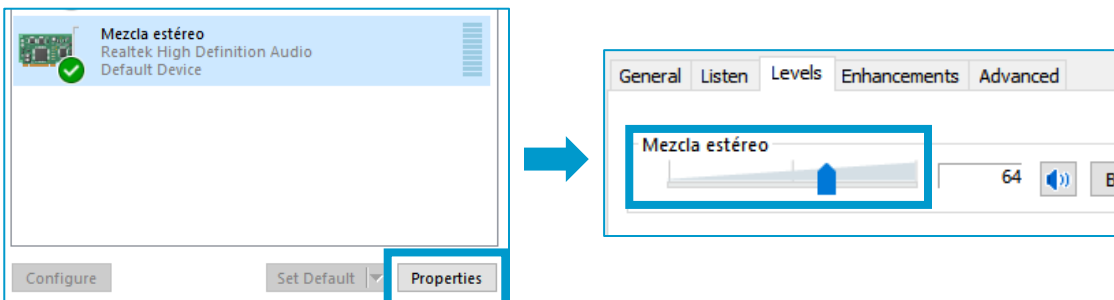 Mezcla estéreo
Realtek High Definition Audio
Default Device
Configure
Set Default
Properties
General Listen Levels Enhancements Advanced
Mezcla estéreo
64
B